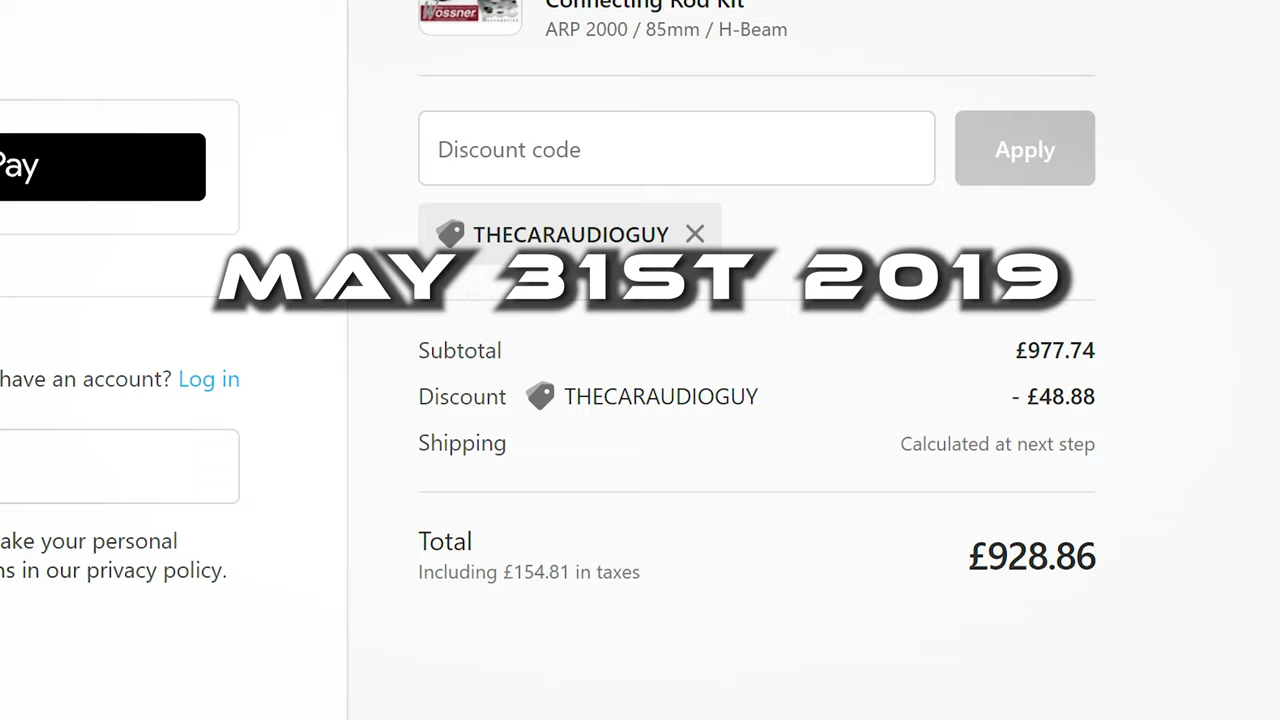 Wossner
Connecting Rod Kit
ARP 2000 / 85mm / H-Beam
Pay
Discount code
Apply
THECARAUDIOGUY
MAY 31ST 2019
Subtotal
£977.74
have an account? Log in
Discount
THECARAUDIOGUY
- £48.88
Shipping
Calculated at next step
ake your personal
ns in our privacy policy.
Total
Including £154.81 in taxes
£928.86